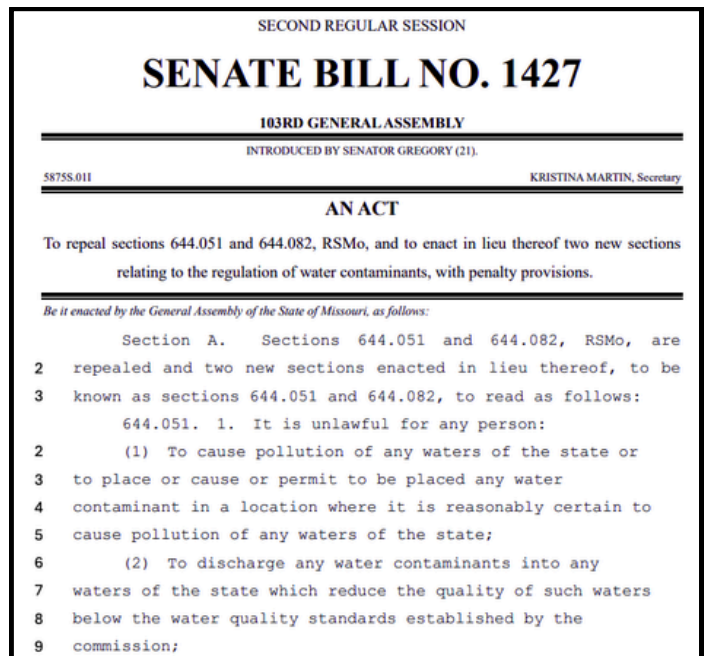 SECOND REGULAR SESSION
SENATE BILL NO. 1427
103RD GENERAL ASSEMBLY
INTRODUCED BY SENATOR GREGORY (21).
5875S.01I KRISTINA MARTIN, Secretary
AN ACT
To repeal sections 644.051 and 644.082, RSMo, and to enact in lieu thereof two new sections
relating to the regulation of water contaminants, with penalty provisions.
Be it enacted by the General Assembly of the State of Missouri, as follows:
Section A. Sections 644.051 and 644.082, RSMo, are
2 repealed and two new sections enacted in lieu thereof, to be
3 known as sections 644.051 and 644.082, to read as follows:
644.051. 1. It is unlawful for any person:
2 (1) To cause pollution of any waters of the state or
3 to place or cause or permit to be placed any water
4 contaminant in a location where it is reasonably certain to
5 cause pollution of any waters of the state;
6 (2) To discharge any water contaminants into any
7 waters of the state which reduce the quality of such waters
8 below the water quality standards established by the
9 commission;